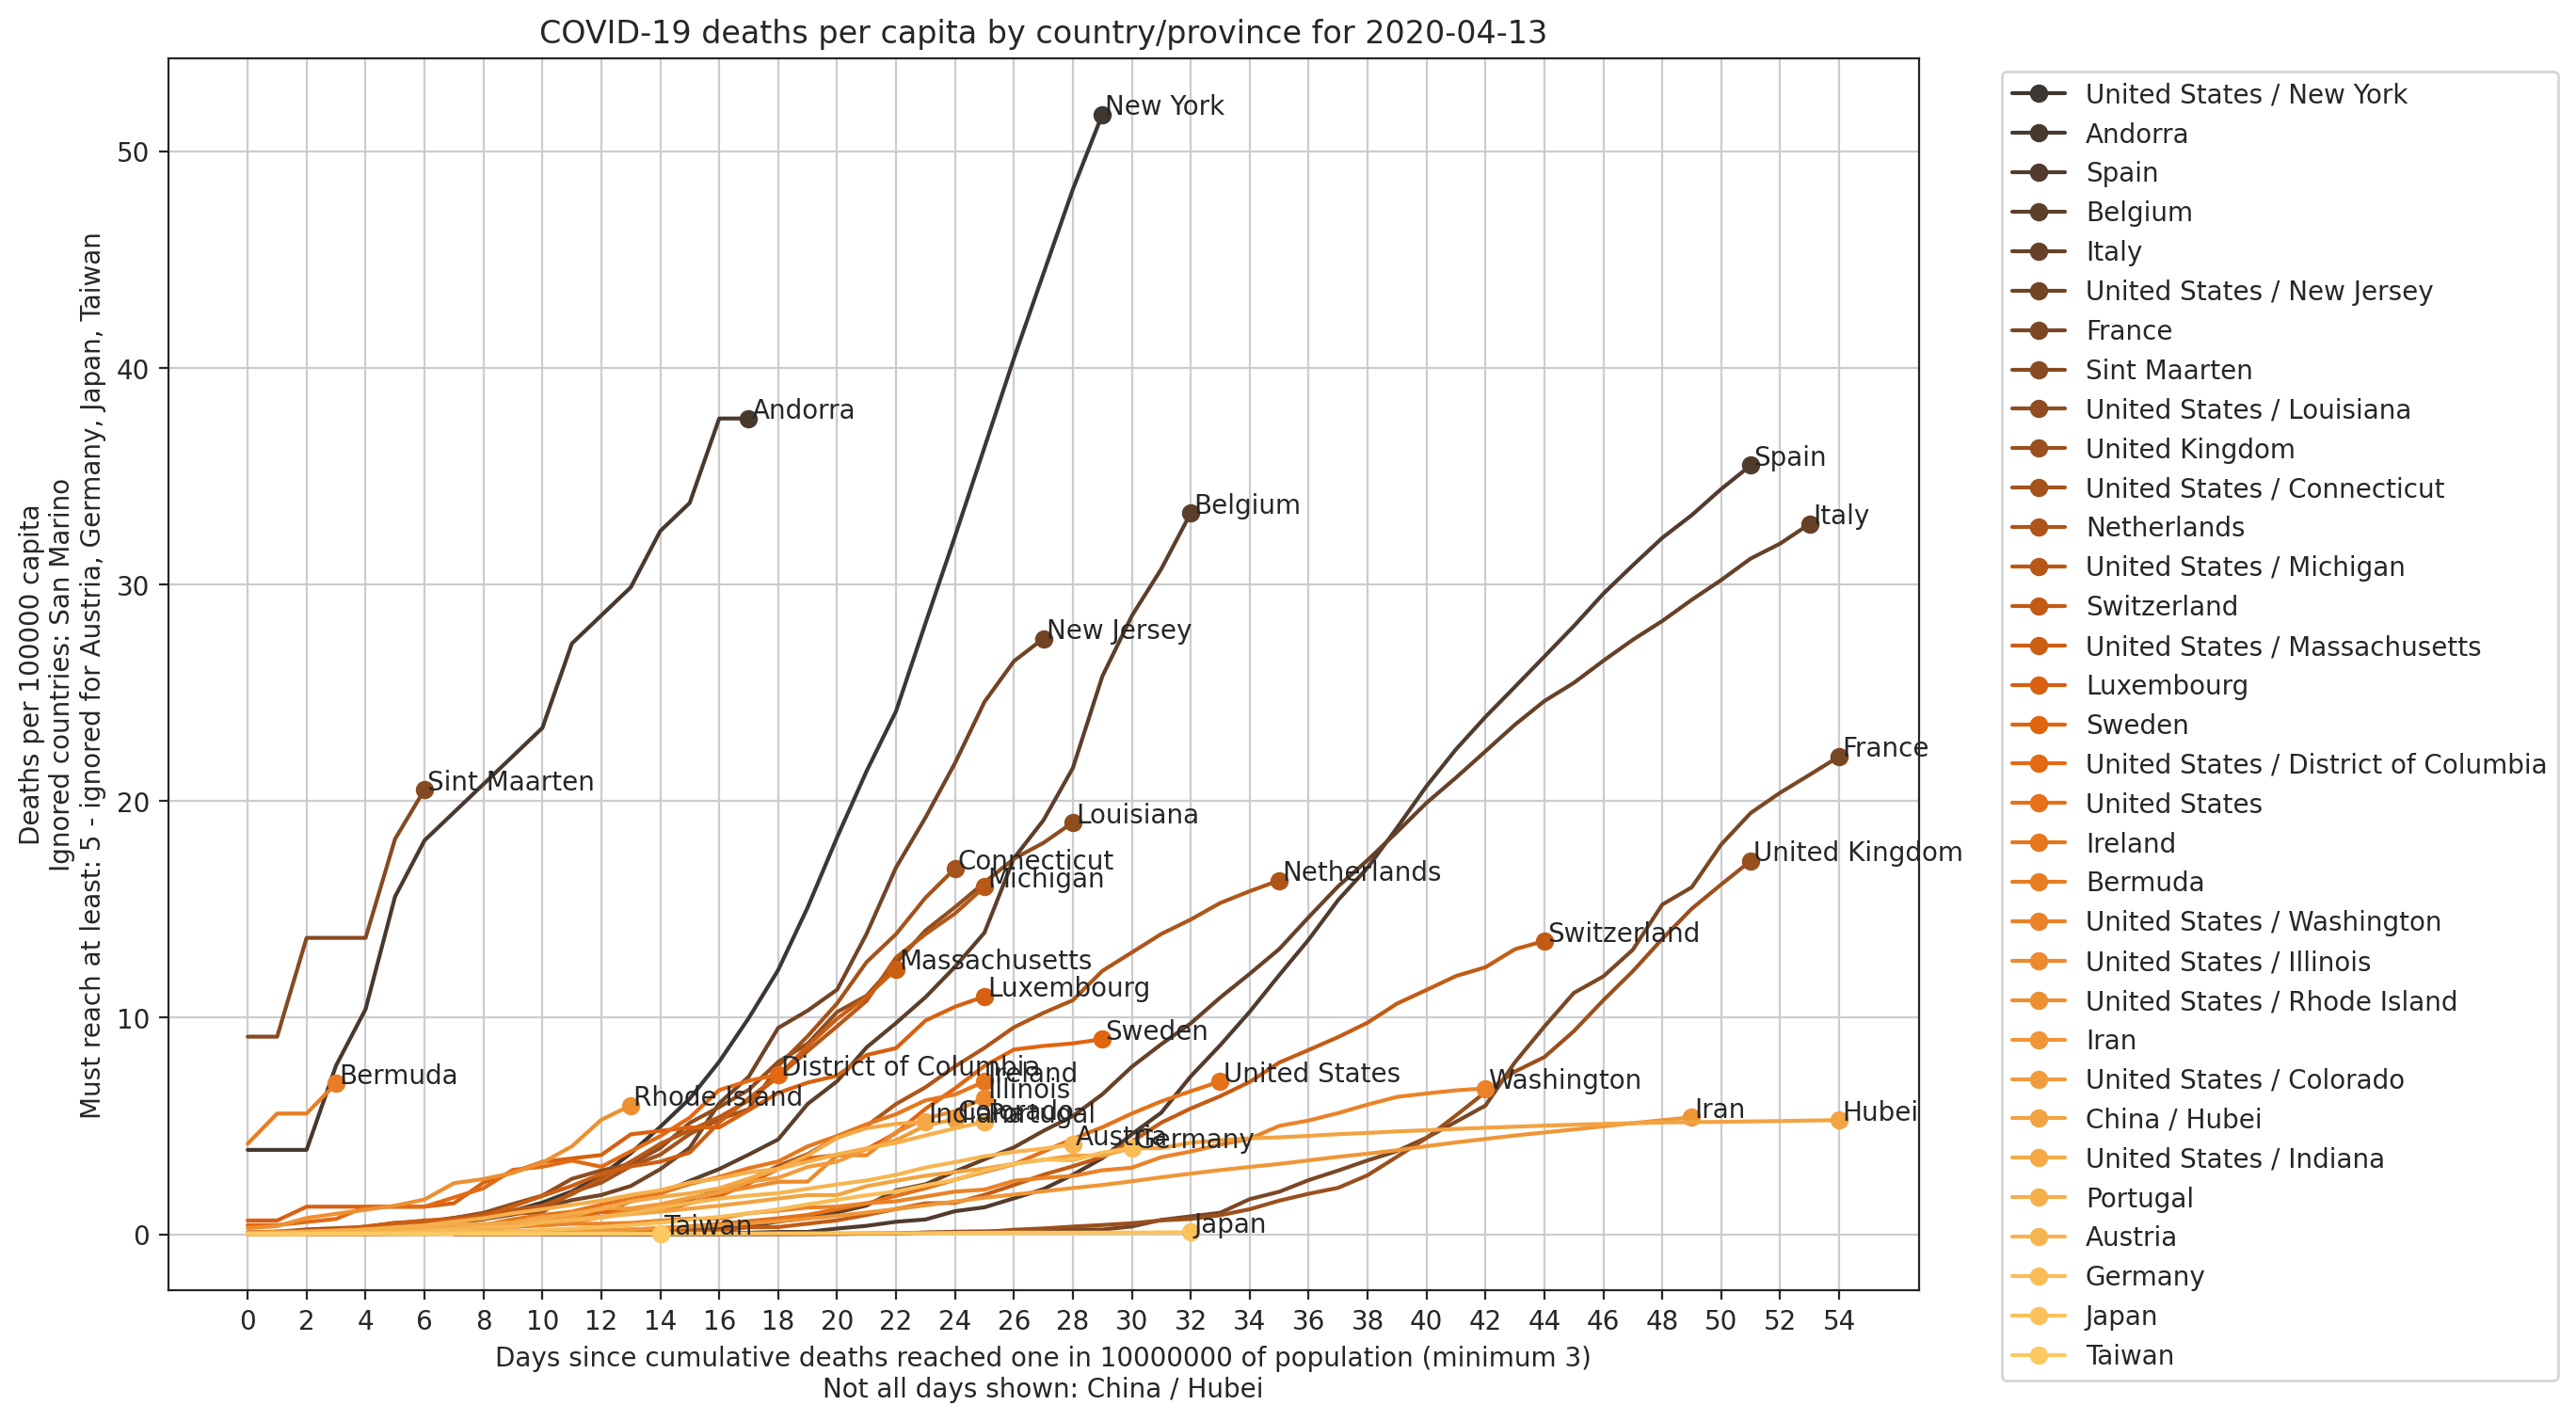 COVID-19 deaths per capita by country/province for 2020-04-13
Deaths per 100000 capita
Ignored countries: San Marino
Must reach at least: 5 - ignored for Austria, Germany, Japan, Taiwan
50
40
30
20
10
0
New York
Andorra
Spain
Belgium
Italy
New Jersey
France
Sint Maarten
Louisiana
United Kingdom
Connecticut
Michigan
Netherlands
Switzerland
Massachusetts
Luxembourg
Sweden
District of Columbia
Ireland
United States
Bermuda
Illinois
Washington
Rhode Island
Iran
Colorado
Hubei
Indiana
Portugal
Austria
Germany
Japan
Taiwan
0 2 4 6 8 10 12 14 16 18 20 22 24 26 28 30 32 34 36 38 40 42 44 46 48 50 52 54
Days since cumulative deaths reached one in 10000000 of population (minimum 3)
Not all days shown: China / Hubei
United States / New York
Andorra
Spain
Belgium
Italy
United States / New Jersey
France
Sint Maarten
United States / Louisiana
United Kingdom
United States / Connecticut
Netherlands
United States / Michigan
Switzerland
United States / Massachusetts
Luxembourg
Sweden
United States / District of Columbia
United States
Ireland
Bermuda
United States / Washington
United States / Illinois
United States / Rhode Island
Iran
United States / Colorado
China / Hubei
United States / Indiana
Portugal
Austria
Germany
Japan
Taiwan